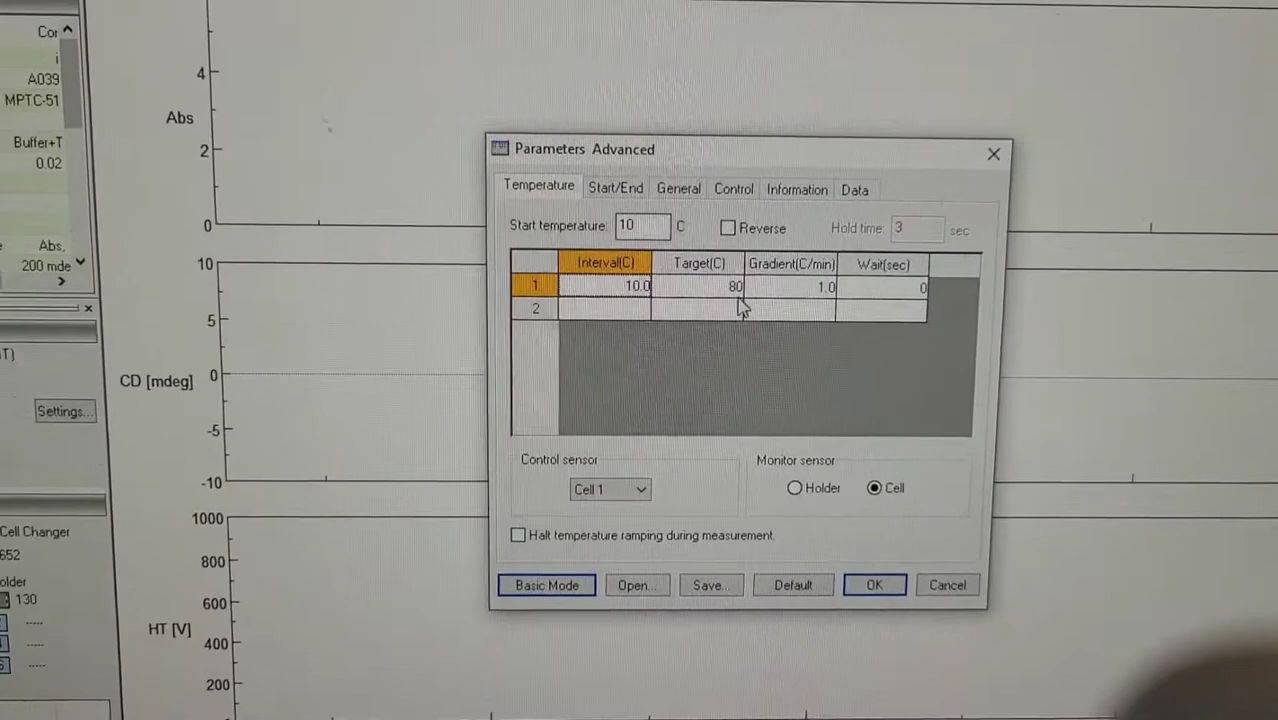 Cor
i
A039
MPTC-51
Buffer+T
0.02
Abs,
200 mde
Settings...
Cell Changer
652
older
130
-----
-----
-----
4
Abs
2
0
10
5
CD [mdeg]
0
-5
-10
1000
800
600
HT [V]
400
200
Parameters Advanced
Temperature Start/End General Control Information Data
Start temperature: 10 C Reverse Hold time: 3 sec
Interval(C) Target(C) Gradient(C/min) Wait(sec)
1 10.0 80 1.0 0
2
Control sensor Monitor sensor
Cell 1 Holder Cell
Halt temperature ramping during measurement.
Basic Mode Open... Save... Default OK Cancel